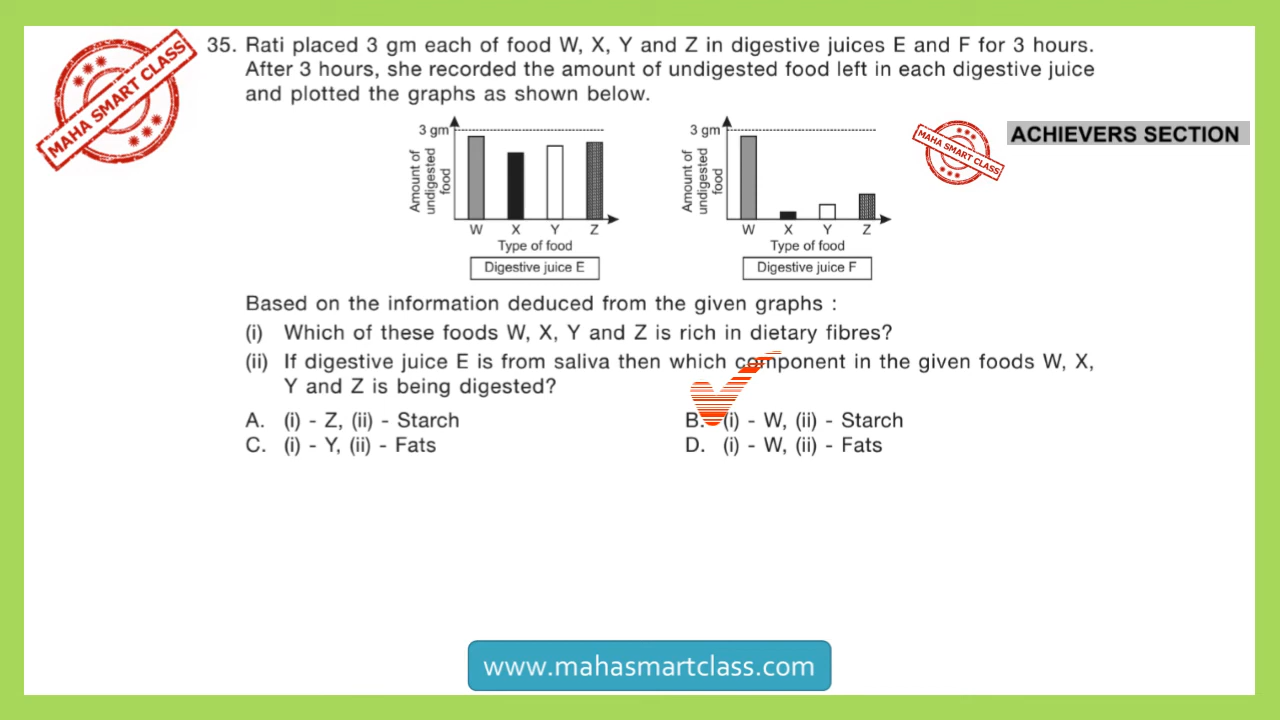 MAHA SMART CLASS
35. Rati placed 3 gm each of food W, X, Y and Z in digestive juices E and F for 3 hours.
After 3 hours, she recorded the amount of undigested food left in each digestive juice
and plotted the graphs as shown below.
MAHA SMART CLASS
ACHIEVERS SECTION
3 gm
Amount of
undigested
food
W X Y Z
Type of food
Digestive juice E
3 gm
Amount of
undigested
food
W X Y Z
Type of food
Digestive juice F
Based on the information deduced from the given graphs :
(i) Which of these foods W, X, Y and Z is rich in dietary fibres?
(ii) If digestive juice E is from saliva then which component in the given foods W, X,
Y and Z is being digested?
A. (i) - Z, (ii) - Starch
B. (i) - W, (ii) - Starch
C. (i) - Y, (ii) - Fats
D. (i) - W, (ii) - Fats
www.mahasmartclass.com